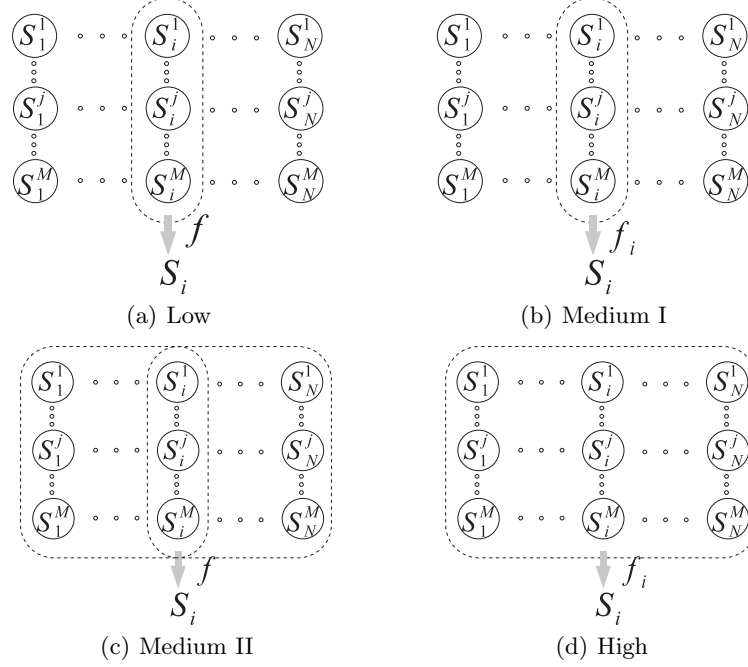 S_1^1 S_i^1 S_N^1 S_1^1 S_i^1 S_N^1
S_1^j S_i^j S_N^j S_1^j S_i^j S_N^j
S_1^M S_i^M S_N^M S_1^M S_i^M S_N^M
f f_i
S_i S_i
(a) Low (b) Medium I
S_1^1 S_i^1 S_N^1 S_1^1 S_i^1 S_N^1
S_1^j S_i^j S_N^j S_1^j S_i^j S_N^j
S_1^M S_i^M S_N^M S_1^M S_i^M S_N^M
f f_i
S_i S_i
(c) Medium II (d) High